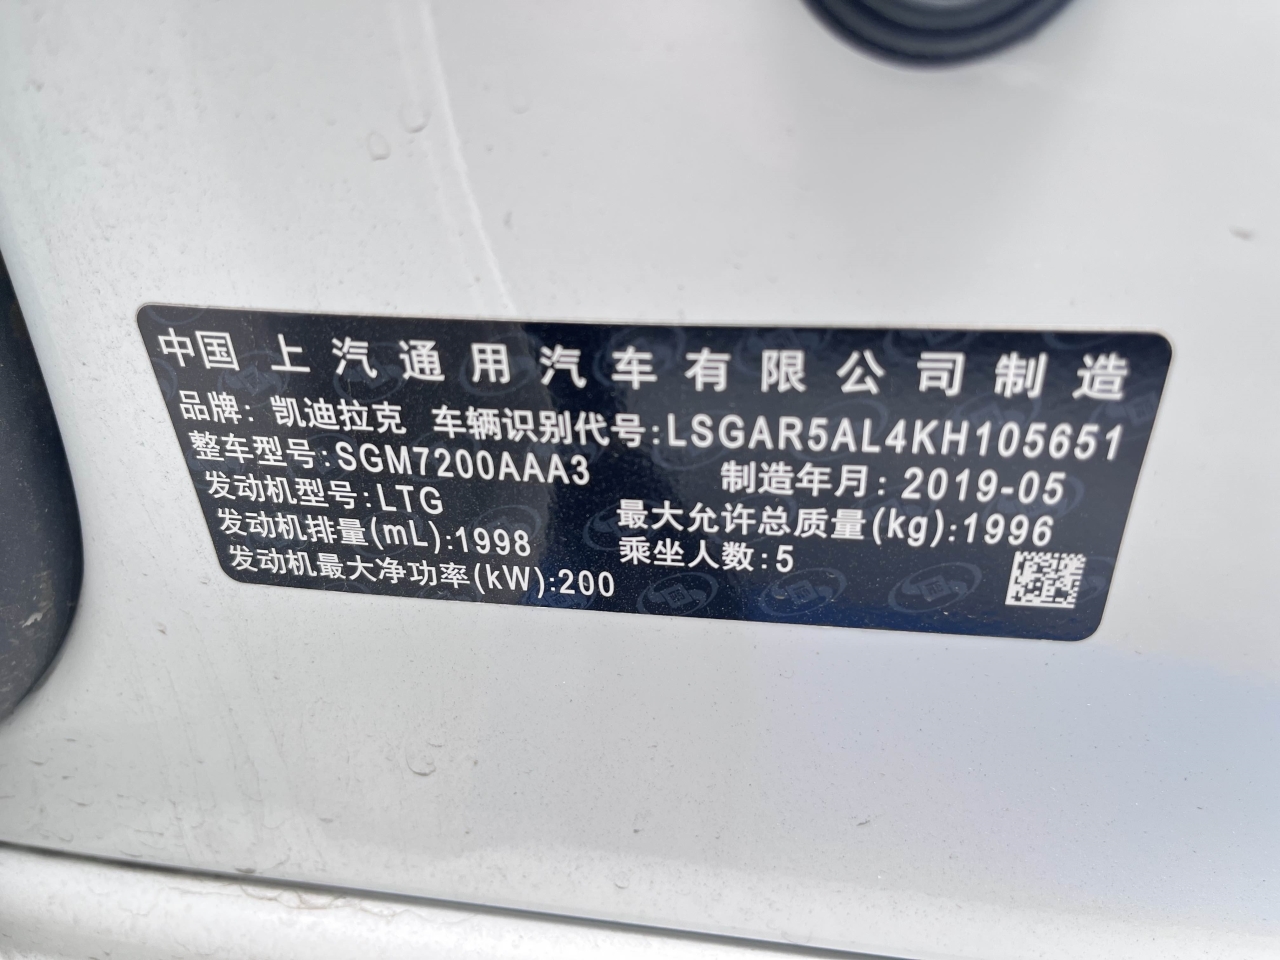 中国上汽通用汽车有限公司制造
品牌: 凯迪拉克 车辆识别代号:LSGAR5AL4KH105651
整车型号:SGM7200AAA3 制造年月: 2019-05
发动机型号:LTG
发动机排量(mL):1998 最大允许总质量(kg):1996
发动机最大净功率(kW):200 乘坐人数:5